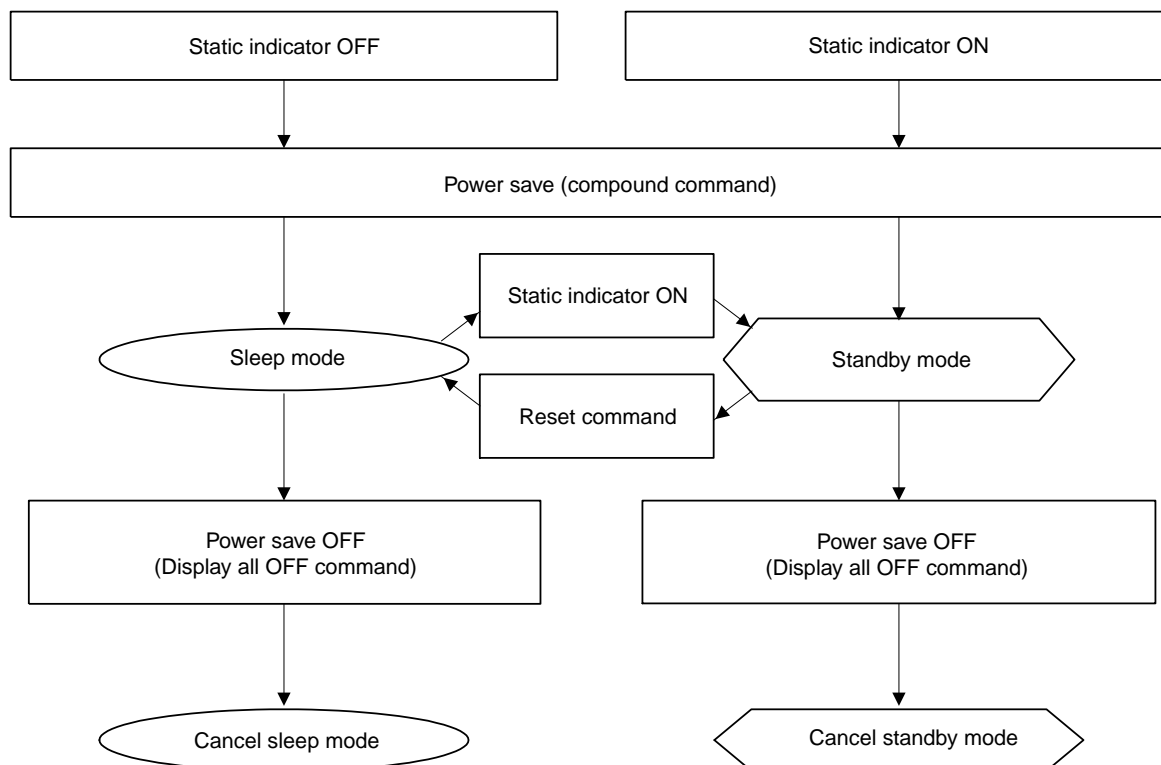 Static indicator OFF
Static indicator ON
Power save (compound command)
Static indicator ON
Sleep mode
Standby mode
Reset command
Power save OFF
(Display all OFF command)
Power save OFF
(Display all OFF command)
Cancel sleep mode
Cancel standby mode